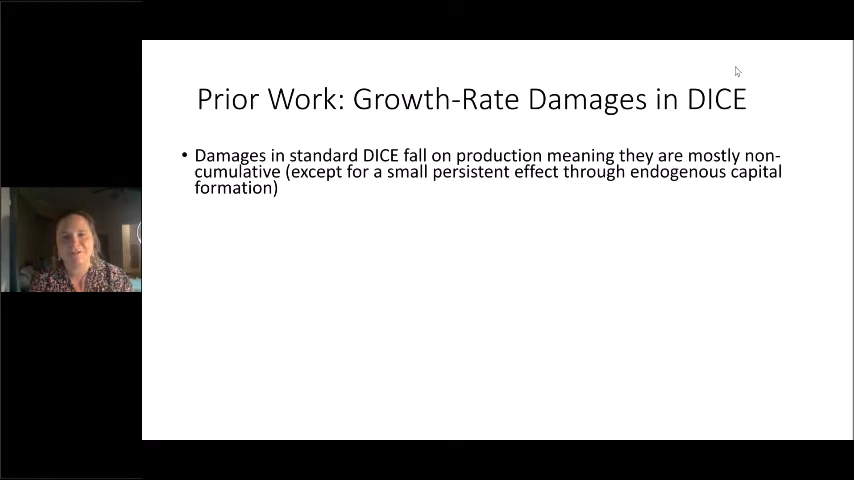 Prior Work: Growth-Rate Damages in DICE
• Damages in standard DICE fall on production meaning they are mostly non-
cumulative (except for a small persistent effect through endogenous capital
formation)